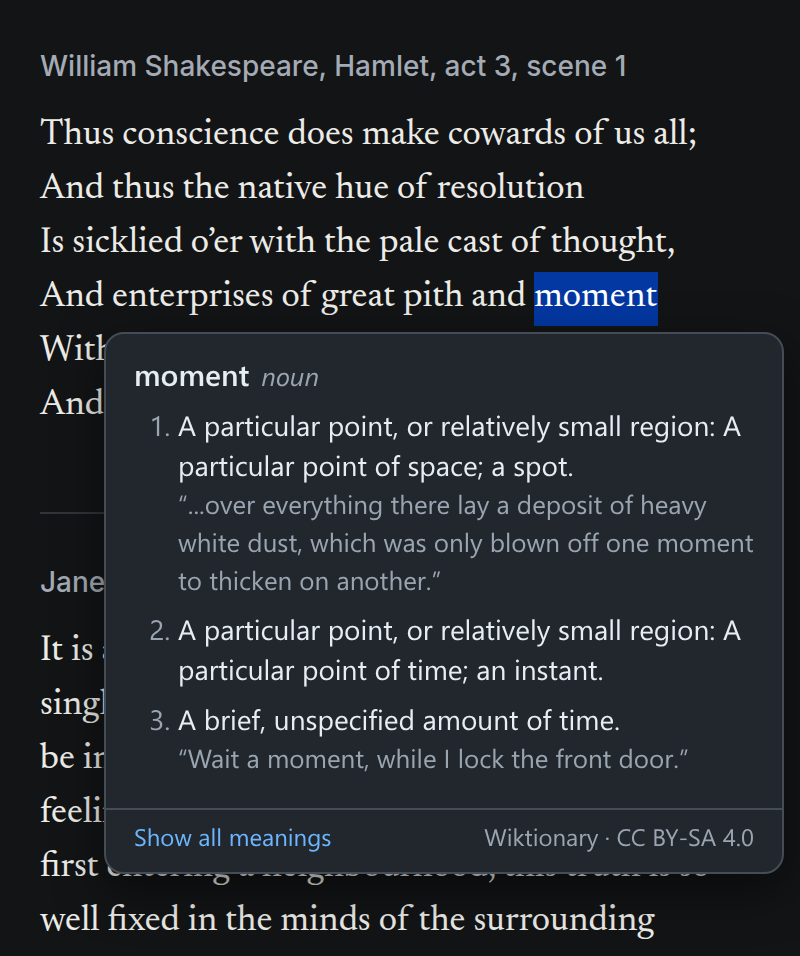 William Shakespeare, Hamlet, act 3, scene 1
Thus conscience does make cowards of us all;
And thus the native hue of resolution
Is sicklied o’er with the pale cast of thought,
And enterprises of great pith and moment
With
And
moment noun
1. A particular point, or relatively small region: A
particular point of space; a spot.
“...over everything there lay a deposit of heavy
white dust, which was only blown off one moment
to thicken on another.”
2. A particular point, or relatively small region: A
particular point of time; an instant.
3. A brief, unspecified amount of time.
“Wait a moment, while I lock the front door.”
Show all meanings
Wiktionary · CC BY-SA 4.0
Jane
It is
be in
first
well fixed in the minds of the surrounding